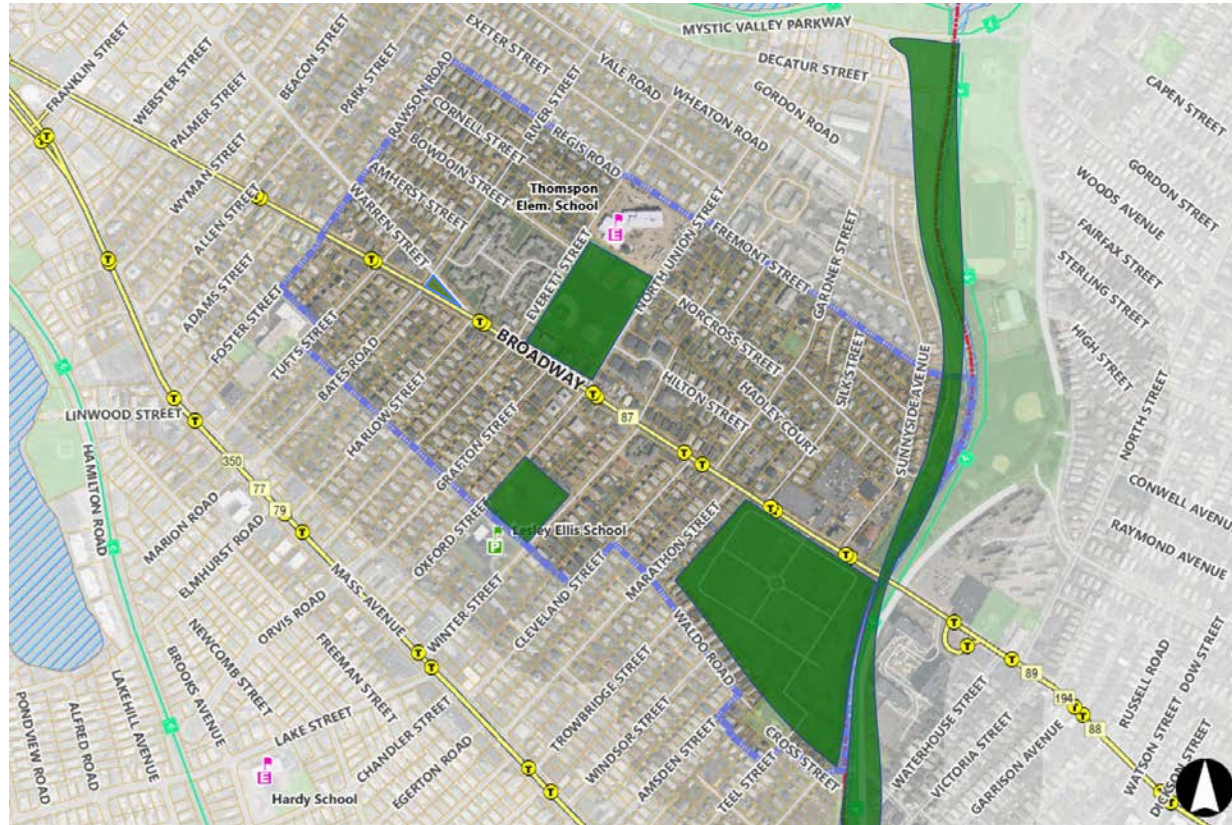 MYSTIC VALLEY PARKWAY
FRANKLIN STREET
WEBSTER STREET
PALMER STREET
BEACON STREET
PARK STREET
EXETER STREET
YALE ROAD
DECATUR STREET
WHEATON ROAD
GORDON ROAD
CAPEN STREET
RAWSON ROAD
CORNELL STREET
RIVER STREET
REGIS ROAD
BOWDOIN STREET
WYMAN STREET
AMHERST STREET
WARREN STREET
ALLEN STREET
Thomspon
Elem. School
E
GORDON STREET
WOODS AVENUE
FAIRFAX STREET
STERLING STREET
HIGH STREET
ADAMS STREET
FOSTER STREET
EVERETT STREET
NORTH UNION STREET
FREMONT STREET
GARDNER STREET
NORCROSS STREET
TUFTS STREET
BATES ROAD
BROADWAY
HILTON STREET
HADLEY COURT
SILK STREET
SUNNYSIDE AVENUE
NORTH STREET
LINWOOD STREET
HARLOW STREET
GRAFTON STREET
87
HAMILTON ROAD
350
77
79
CONWELL AVENUE
RAYMOND AVENUE
MARION ROAD
ELMHURST ROAD
OXFORD STREET
Lesley Ellis School
P
MARATHON STREET
MASS AVENUE
ORVIS ROAD
WINTER STREET
CLEVELAND STREET
WALDO ROAD
NEWCOMB STREET
FREEMAN STREET
BROOKS AVENUE
LAKEHILL AVENUE
ALFRED ROAD
PONDVIEW ROAD
LAKE STREET
CHANDLER STREET
EGERTON ROAD
TROWBRIDGE STREET
WINDSOR STREET
AMSDEN STREET
TEEL STREET
CROSS STREET
WATERHOUSE STREET
VICTORIA STREET
GARRISON AVENUE
89
194
88
RUSSELL ROAD
DOW STREET
WATSON STREET
DICKSON STREET
E
Hardy School